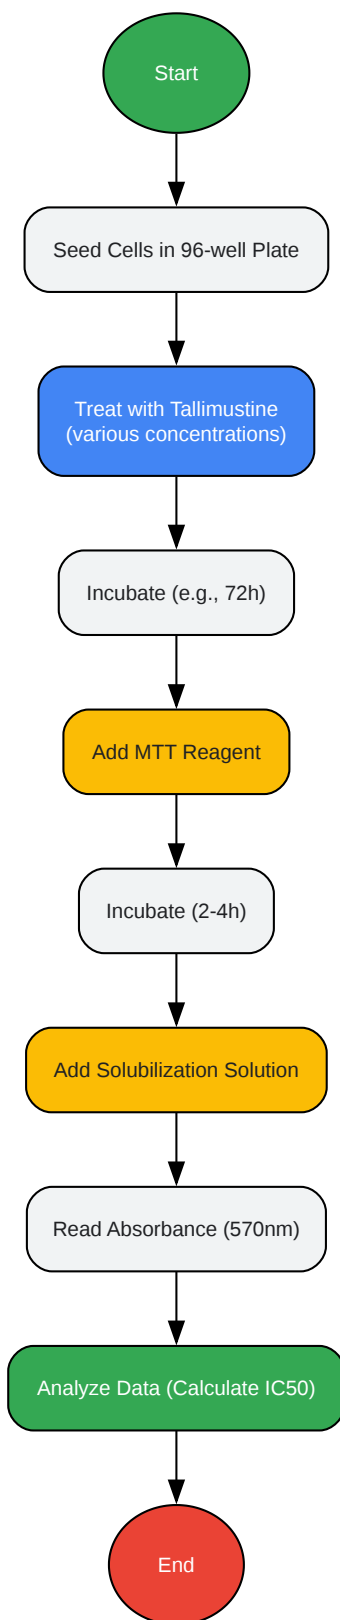 Start
Seed Cells in 96-well Plate
Treat with Tallimustine
(various concentrations)
Incubate (e.g., 72h)
Add MTT Reagent
Incubate (2-4h)
Add Solubilization Solution
Read Absorbance (570nm)
Analyze Data (Calculate IC50)
End